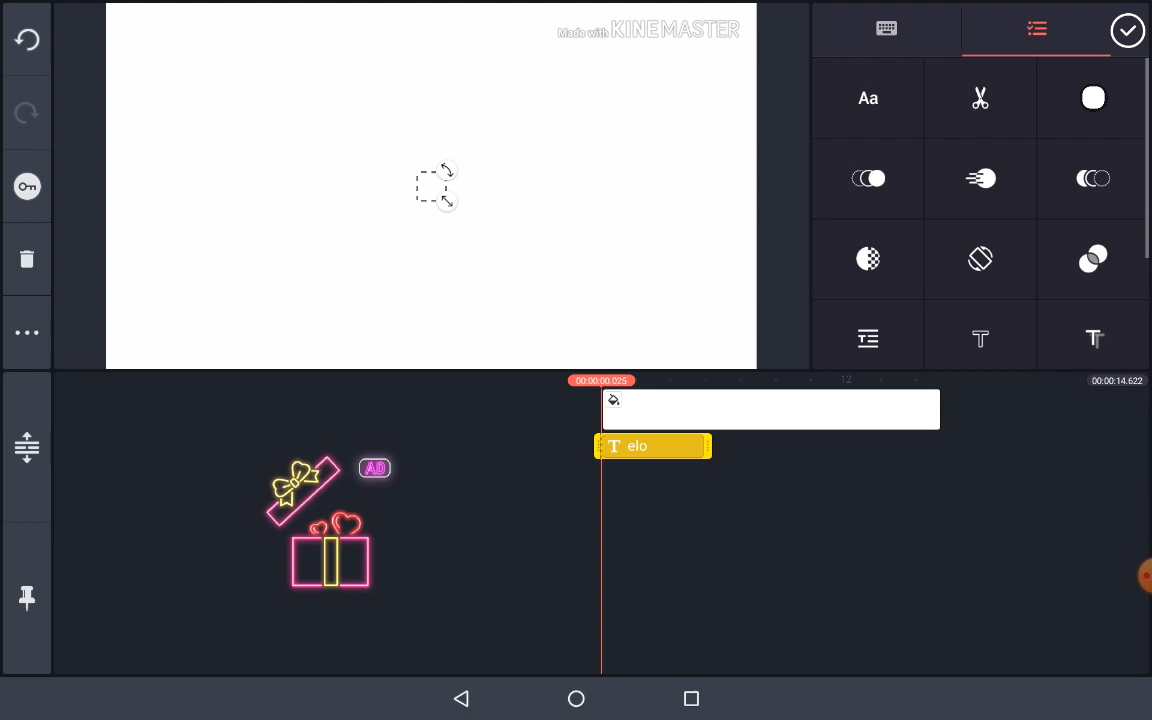 Made with KINEMASTER
Aa
00:00:00.025
12
00:00:14.622
T elo
AD